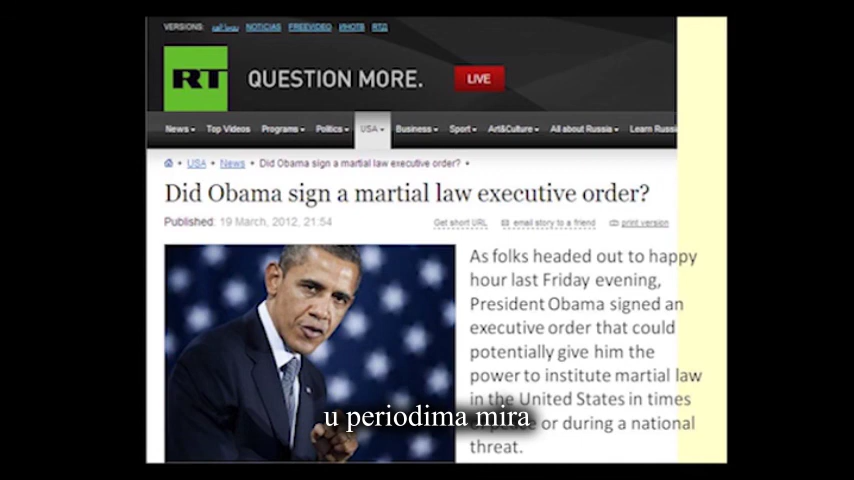 VERSIONS: NOTICIAS FREEVIDEO ИНОТВ RTД
RT QUESTION MORE. LIVE
News Top Videos Programs Politics USA Business Sport Art&Culture All about Russia Learn Russi
USA • News • Did Obama sign a martial law executive order? •
Did Obama sign a martial law executive order?
Published: 19 March, 2012, 21:54
Get short URL email story to a friend print version
As folks headed out to happy
hour last Friday evening,
President Obama signed an
executive order that could
potentially give him the
power to institute martial law
in the United States in times
or during a national
threat.
u periodima mira